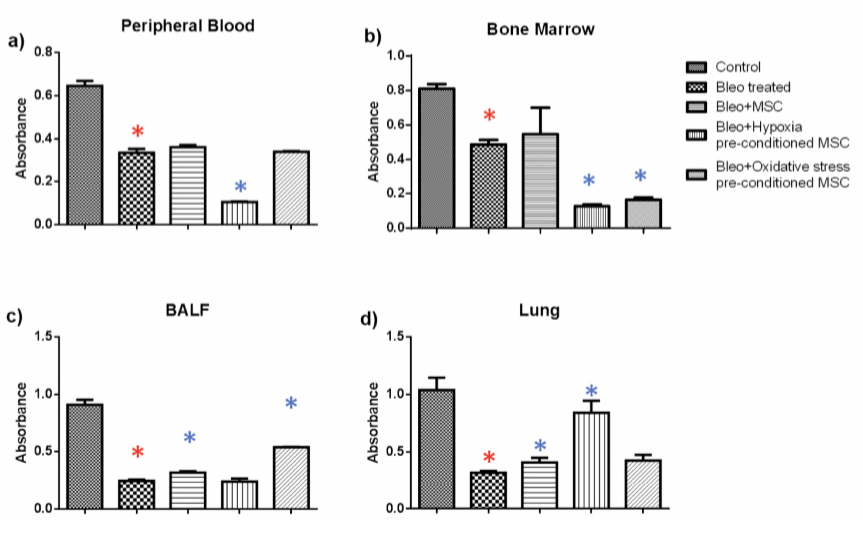 Peripheral Blood
a)
0.8
0.6
0.4
0.2
0.0
Absorbance
*
*
Bone Marrow
b)
1.0
0.8
0.6
0.4
0.2
0.0
Absorbance
*
*
*
Control
Bleo treated
Bleo+MSC
Bleo+Hypoxia
pre-conditioned MSC
Bleo+Oxidative stress
pre-conditioned MSC
BALF
c)
1.5
1.0
0.5
0.0
Absorbance
*
*
*
Lung
d)
1.5
1.0
0.5
0.0
Absorbance
*
*
*